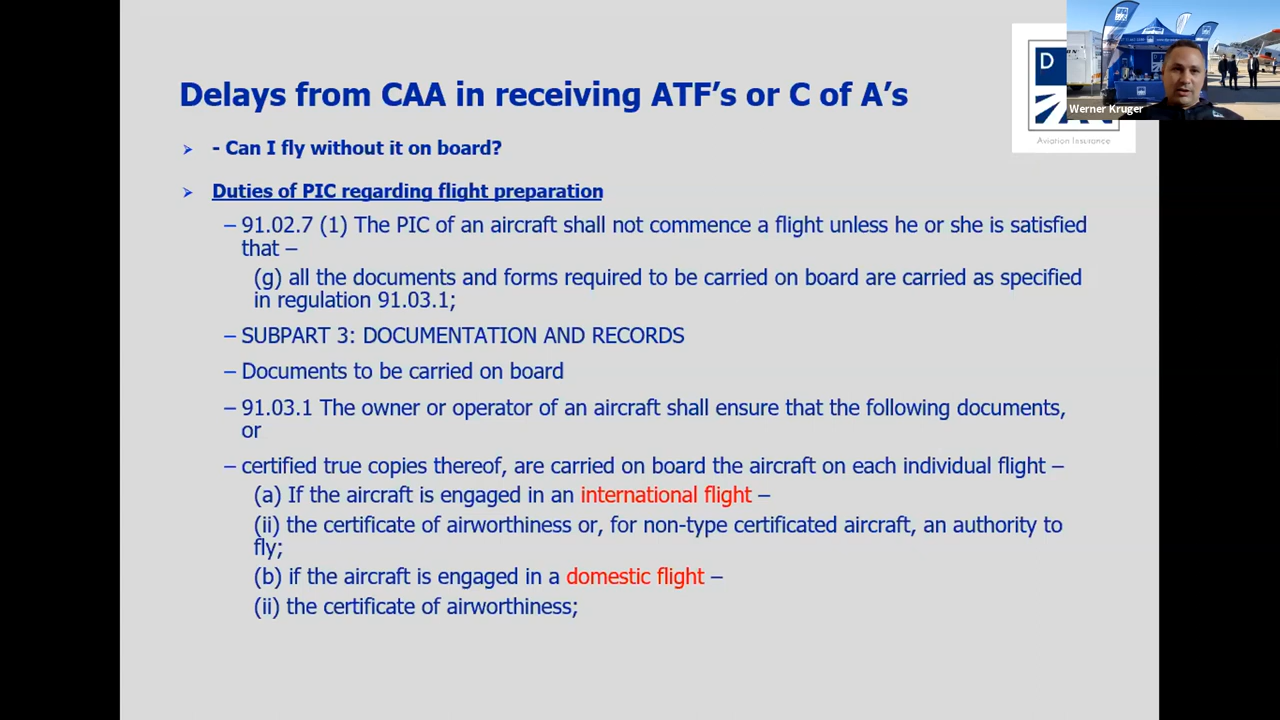 Delays from CAA in receiving ATF's or C of A's
- Can I fly without it on board?
Duties of PIC regarding flight preparation
– 91.02.7 (1) The PIC of an aircraft shall not commence a flight unless he or she is satisfied
that –
(g) all the documents and forms required to be carried on board are carried as specified
in regulation 91.03.1;
– SUBPART 3: DOCUMENTATION AND RECORDS
– Documents to be carried on board
– 91.03.1 The owner or operator of an aircraft shall ensure that the following documents,
or
– certified true copies thereof, are carried on board the aircraft on each individual flight –
(a) If the aircraft is engaged in an international flight –
(ii) the certificate of airworthiness or, for non-type certificated aircraft, an authority to
fly;
(b) if the aircraft is engaged in a domestic flight –
(ii) the certificate of airworthiness;
D
Aviation Insurance
Werner Kruger